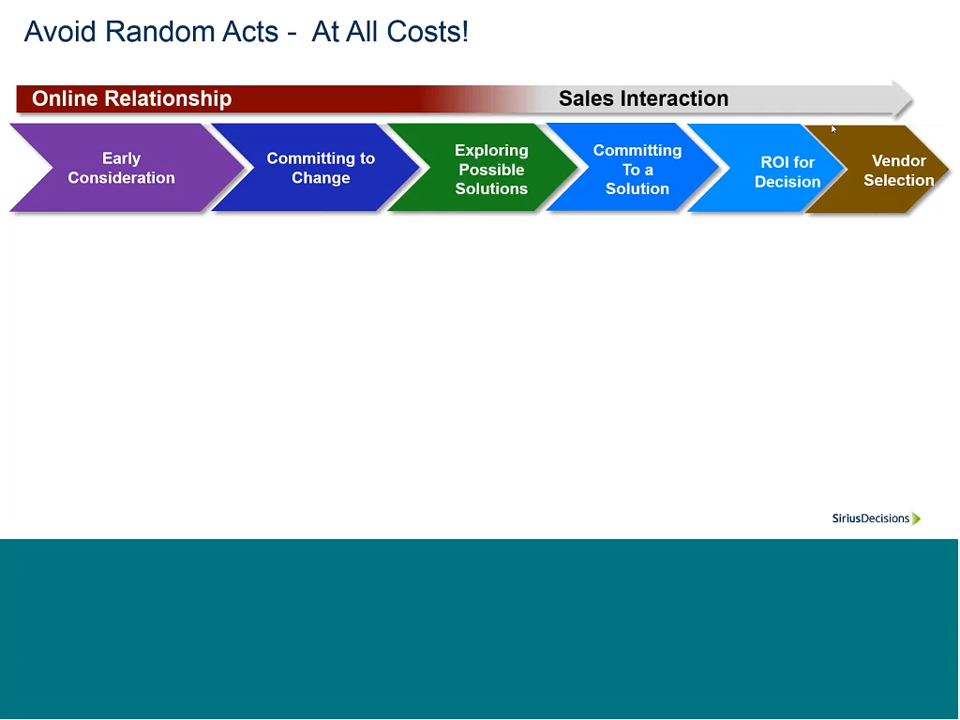 Avoid Random Acts -  At All Costs!
Online Relationship
Sales Interaction
Early
Consideration
Committing to
Change
Exploring
Possible
Solutions
Committing
To a
Solution
ROI for
Decision
Vendor
Selection
SiriusDecisions